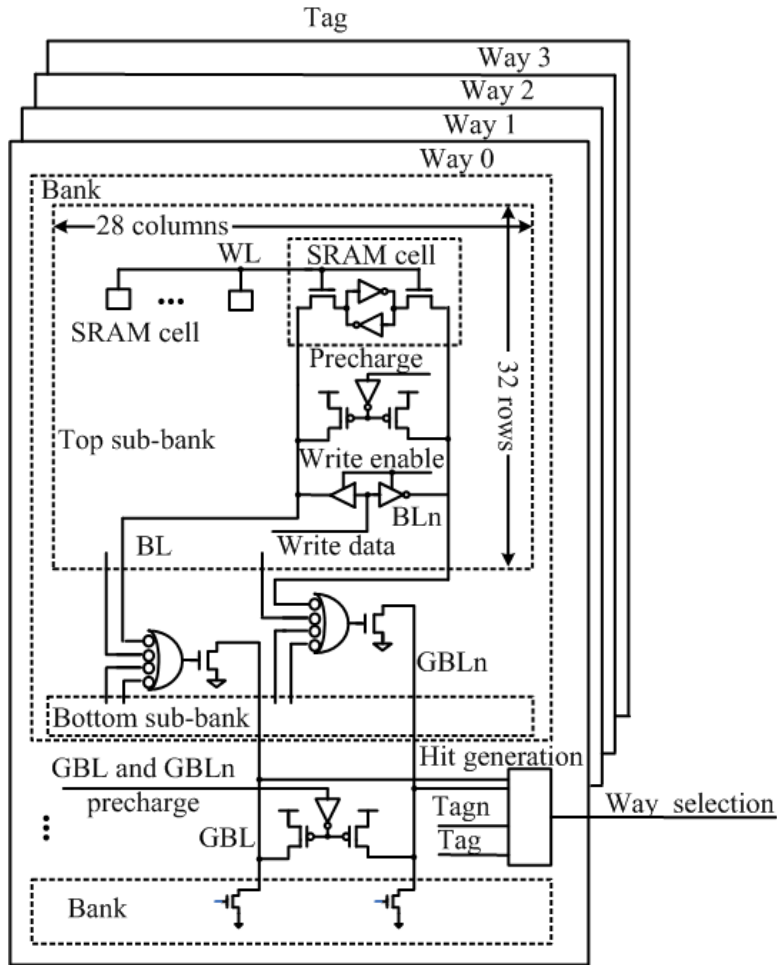 Tag
Way 3
Way 2
Way 1
Way 0
Bank
28 columns
WL
SRAM cell
SRAM cell
Precharge
32 rows
Top sub-bank
Write enable
BLn
BL
Write data
GBLn
Bottom sub-bank
Hit generation
GBL and GBLn
precharge
Way selection
Tagn
GBL
Tag
Bank